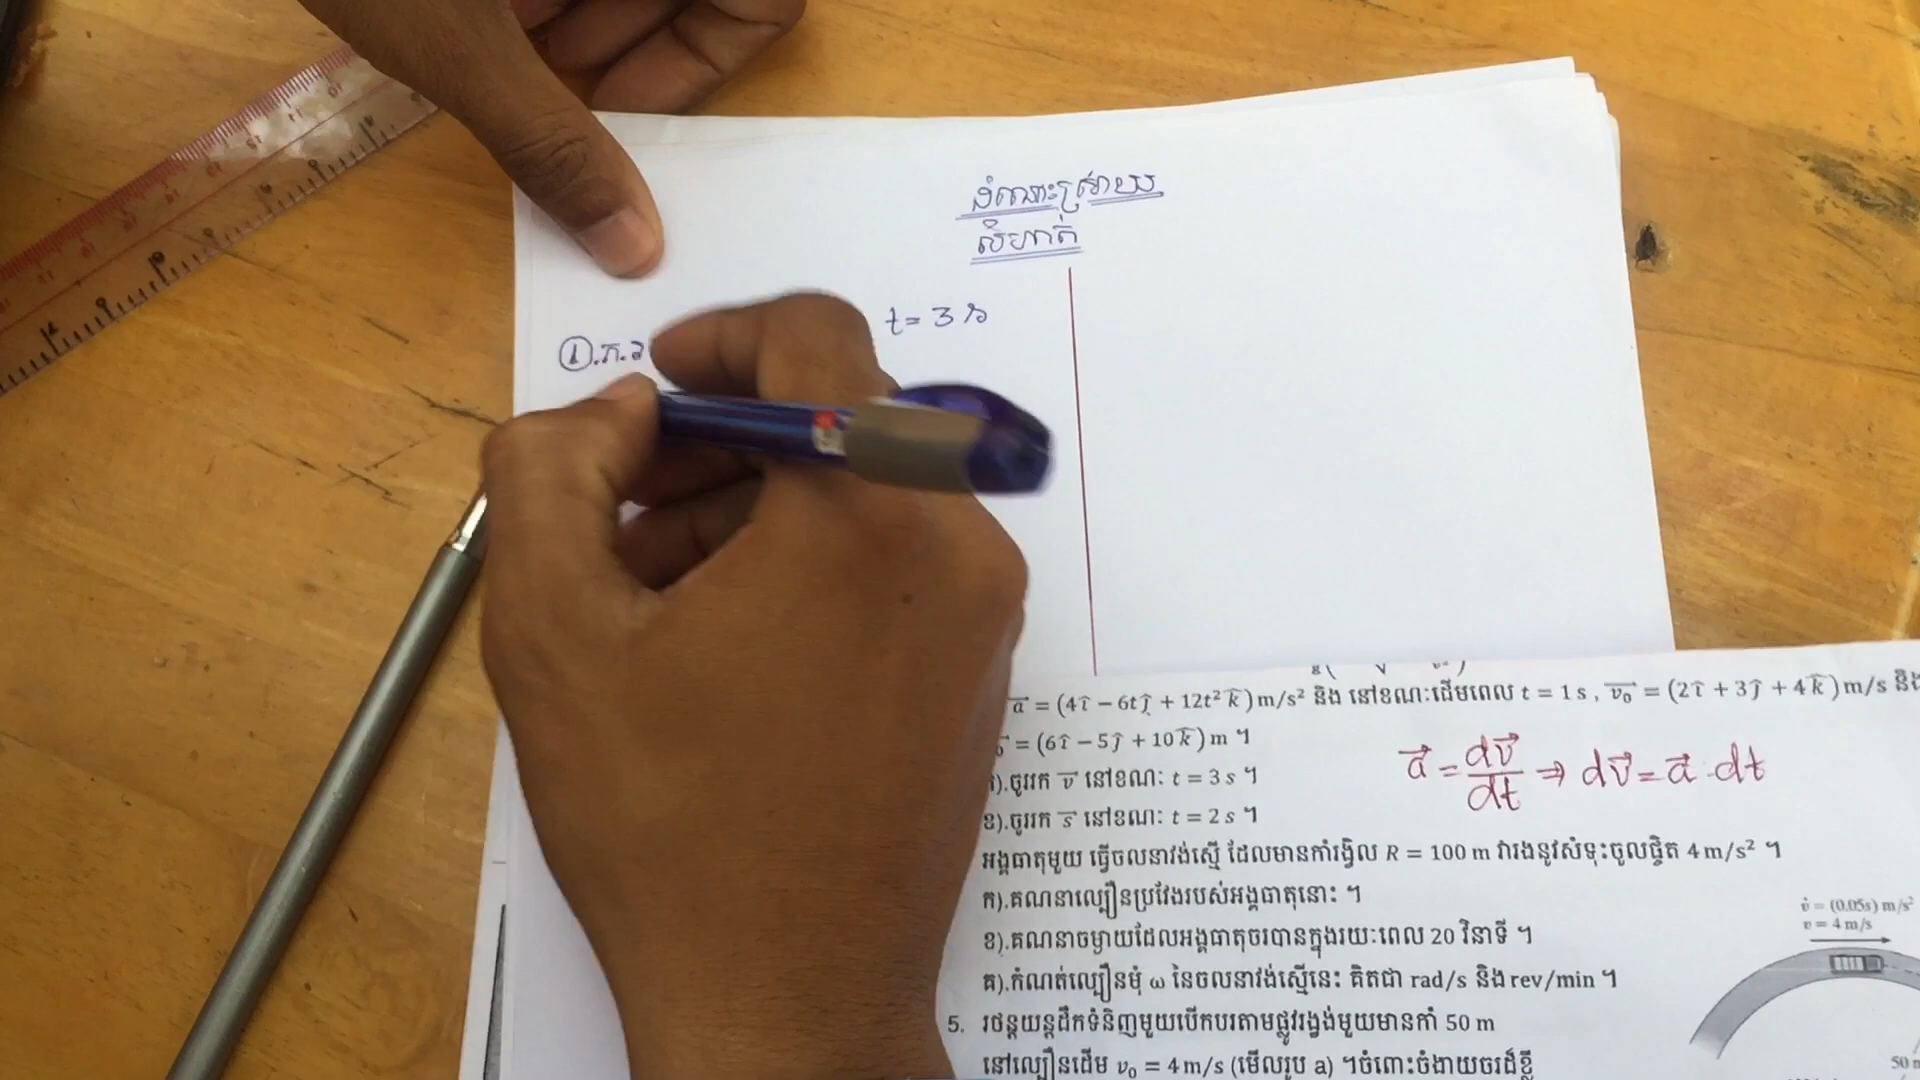 ដំណោះស្រាយ
លំហាត់
t = 3 s
①.ក.
a⃗ = (4î − 6tĵ + 12t² k̂) m/s² និង នៅខណៈដើមពេល t = 1 s , v₀⃗ = (2î + 3ĵ + 4k̂) m/s និង
= (6î − 5ĵ + 10k̂) m ។
).ចូររក v⃗ នៅខណៈ t = 3 s ។
ខ).ចូររក s⃗ នៅខណៈ t = 2 s ។
a⃗ = dv⃗/dt ⇒ dv⃗ = a⃗ · dt
អង្គធាតុមួយ ធ្វើចលនាវង់ស្មើ ដែលមានកាំរង្វិល R = 100 m វារងនូវសំទុះចូលផ្ចិត 4 m/s² ។
ក).គណនាល្បឿនប្រវែងរបស់អង្គធាតុនោះ ។
ខ).គណនាចម្ងាយដែលអង្គធាតុចរបានក្នុងរយៈពេល 20 វិនាទី ។
គ).កំណត់ល្បឿនមុំ ω នៃចលនាវង់ស្មើនេះ គិតជា rad/s និង rev/min ។
v̇ = (0.05s) m/s²
v = 4 m/s
5. រថន្តយន្តដឹកទំនិញមួយបើកបរតាមផ្លូវរង្វង់មួយមានកាំ 50 m
នៅល្បឿនដើម v₀ = 4 m/s (មើលរូប a) ។ចំពោះចំងាយចរដ៏ខ្លី
50